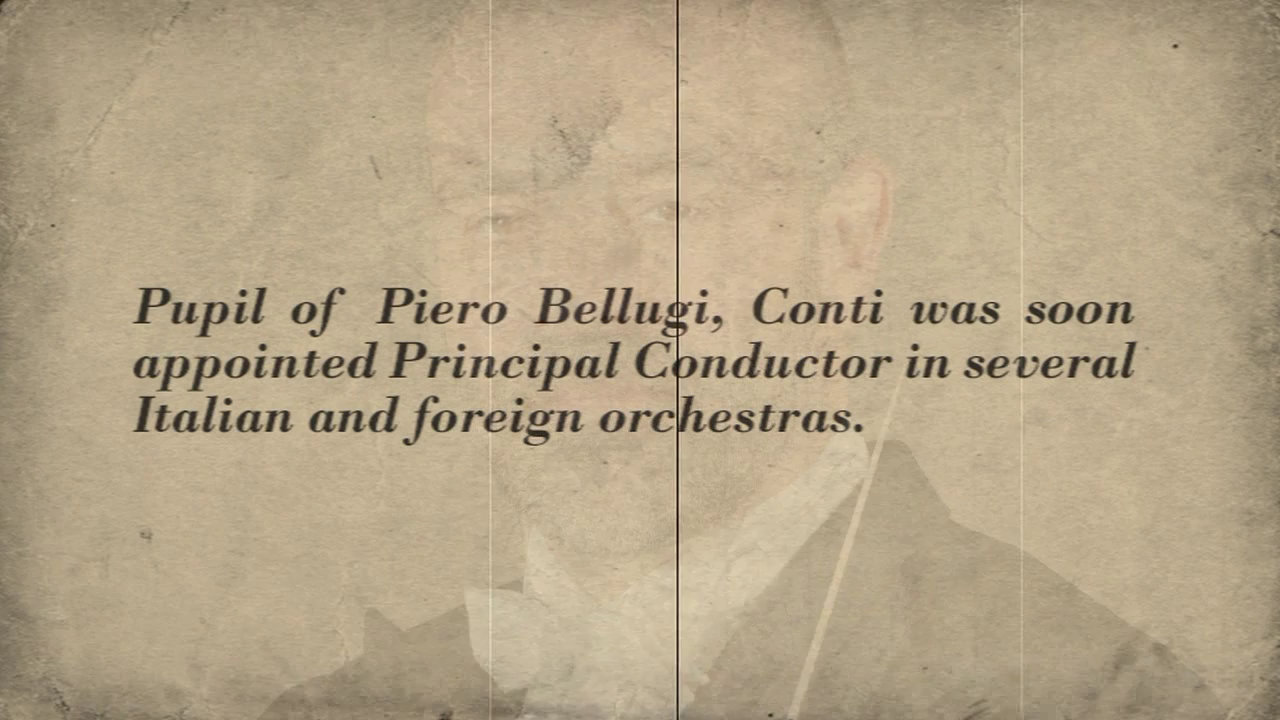 Pupil of Piero Bellugi, Conti was soon
appointed Principal Conductor in several
Italian and foreign orchestras.